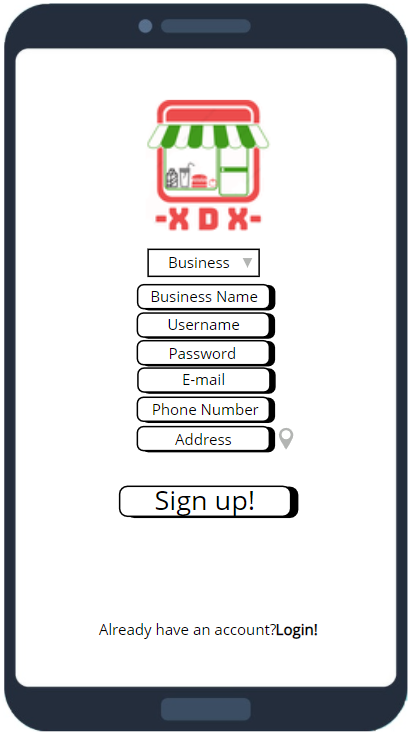 -XDX-
Business
Business Name
Username
Password
E-mail
Phone Number
Address
Sign up!
Already have an account?Login!